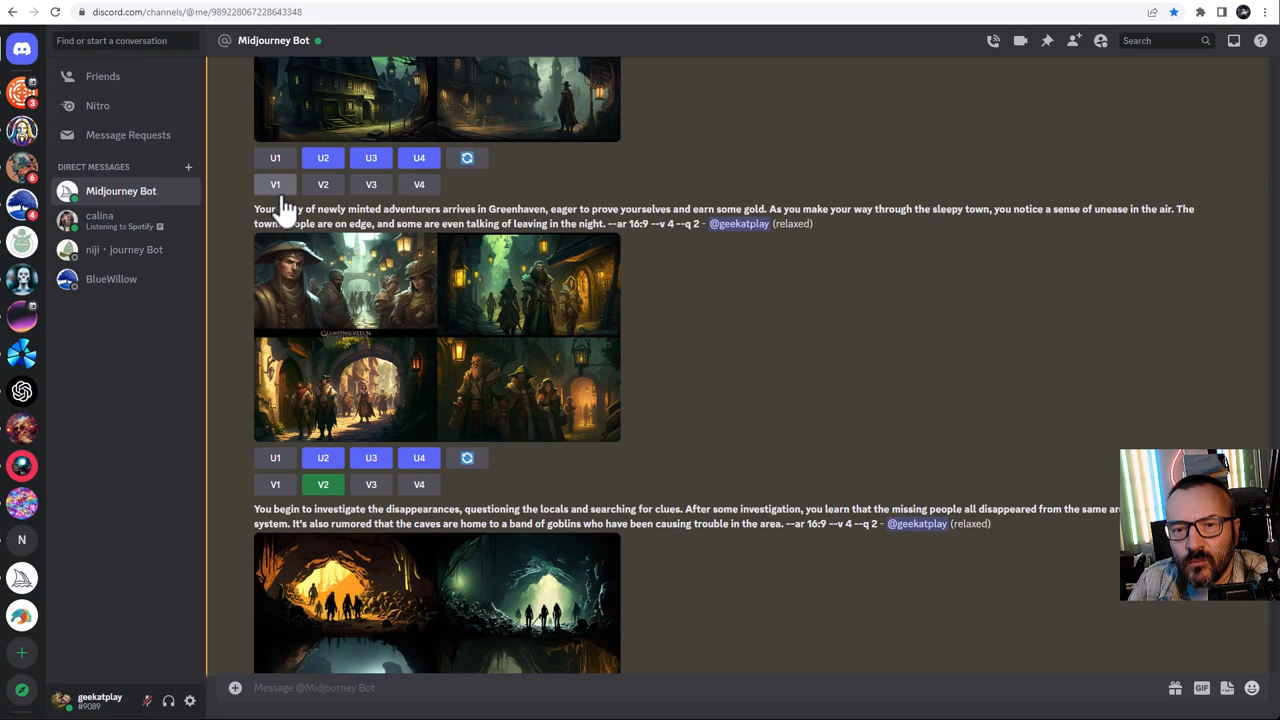 discord.com/channels/@me/989228067228643348
Find or start a conversation
Midjourney Bot
Search
Friends
Nitro
3
Message Requests
DIRECT MESSAGES
6
Midjourney Bot
4
calina
Listening to Spotify
niji・journey Bot
BlueWillow
N
geekatplay
#9089
U1 U2 U3 U4
V1 V2 V3 V4
Your of newly minted adventurers arrives in Greenhaven, eager to prove yourselves and earn some gold. As you make your way through the sleepy town, you notice a sense of unease in the air. The
are on edge, and some are even talking of leaving in the night. --ar 16:9 --v 4 --q 2 - @geekatplay (relaxed)
U1 U2 U3 U4
V1 V2 V3 V4
You begin to investigate the disappearances, questioning the locals and searching for clues. After some investigation, you learn that the missing people all disappeared from the same
system. It's also rumored that the caves are home to a band of goblins who have been causing trouble in the area. --ar 16:9 --v 4 --q 2 - @geekatplay (relaxed)
Message @Midjourney Bot
GIF